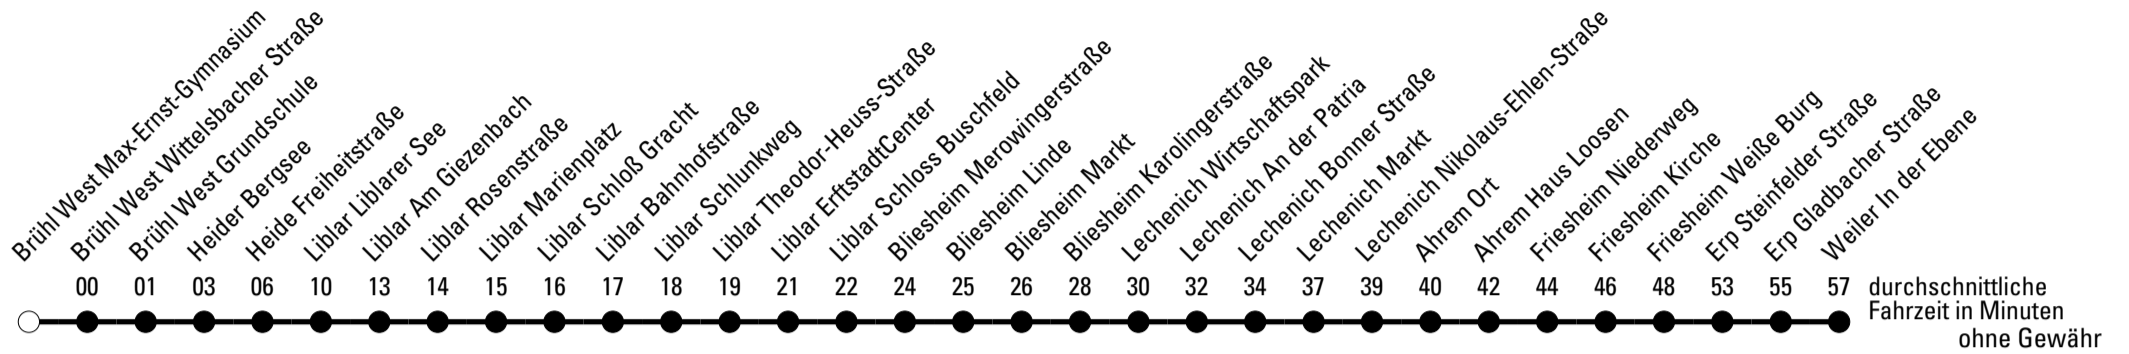 Brühl West Max-Ernst-Gymnasium
Brühl West Wittelsbacher Straße
Brühl West Grundschule
Heider Bergsee
Heide Freiheitstraße
Liblar Liblarer See
Liblar Am Giezenbach
Liblar Rosenstraße
Liblar Marienplatz
Liblar Schloß Gracht
Liblar Bahnhofstraße
Liblar Schlunkweg
Liblar Theodor-Heuss-Straße
Liblar ErftstadtCenter
Liblar Schloss Buschfeld
Bliesheim Merowingerstraße
Bliesheim Linde
Bliesheim Markt
Bliesheim Karolingerstraße
Lechenich Wirtschaftspark
Lechenich An der Patria
Lechenich Bonner Straße
Lechenich Markt
Lechenich Nikolaus-Ehlen-Straße
Ahrem Ort
Ahrem Haus Loosen
Friesheim Niederweg
Friesheim Kirche
Friesheim Weiße Burg
Erp Steinfelder Straße
Erp Gladbacher Straße
Weiler In der Ebene
00 01 03 06 10 13 14 15 16 17 18 19 21 22 24 25 26 28 30 32 34 37 39 40 42 44 46 48 53 55 57 durchschnittliche
Fahrzeit in Minuten
ohne Gewähr